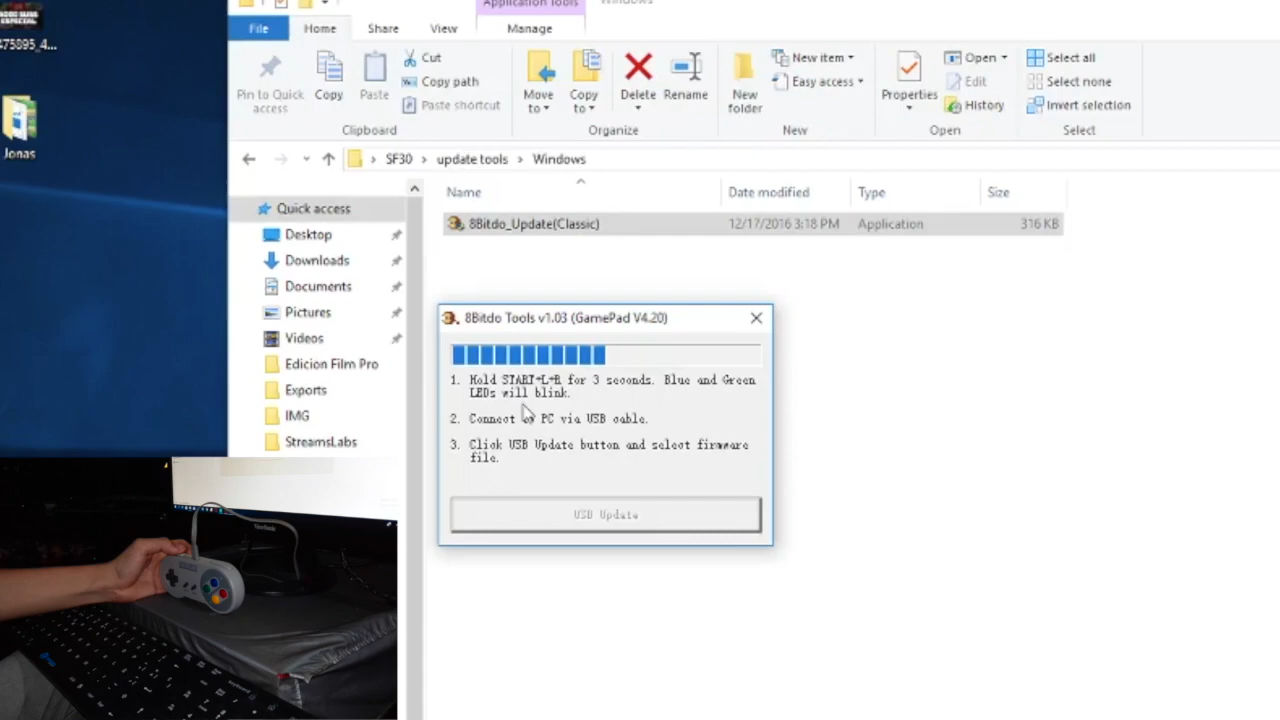 Application Tools
Windows
File
Home
Share
View
Manage
475895_4...
Jonas
Pin to Quick
access
Copy
Paste
Cut
Copy path
Paste shortcut
Clipboard
Move
to
Copy
to
Delete
Rename
Organize
New
folder
New item
Easy access
New
Properties
Open
Edit
History
Open
Select all
Select none
Invert selection
Select
SF30 > update tools > Windows
Name
Date modified
Type
Size
8Bitdo_Update(Classic)
12/17/2016 3:18 PM
Application
316 KB
Quick access
Desktop
Downloads
Documents
Pictures
Videos
Edicion Film Pro
Exports
IMG
StreamsLabs
8Bitdo Tools v1.03 (GamePad V4.20)
1. Hold START+L+R for 3 seconds. Blue and Green
LEDs will blink.
2. Connect to PC via USB cable.
3. Click USB Update button and select firmware
file.
USB Update
ViewSonic